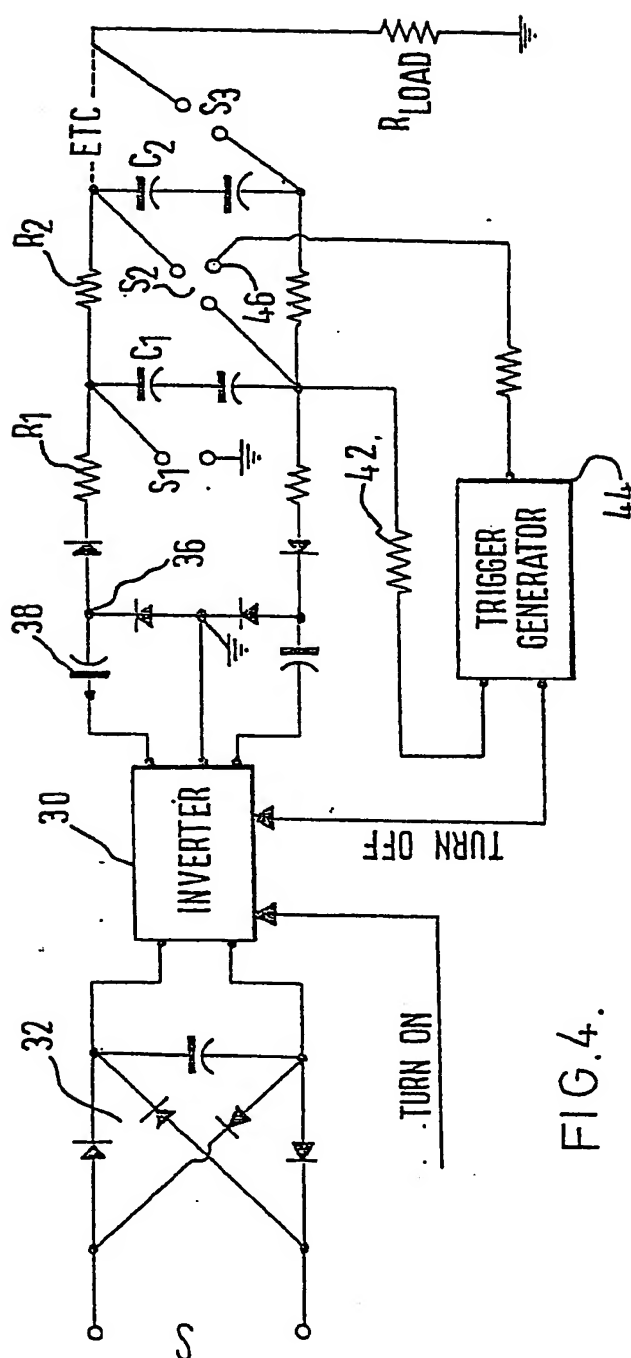 S
32
30
INVERTER
TURN ON
TURN OFF
38
36
R1
S1
C1
R2
S2
46
C2
ETC
S3
RLOAD
42.
TRIGGER
GENERATOR
44
FIG.4.